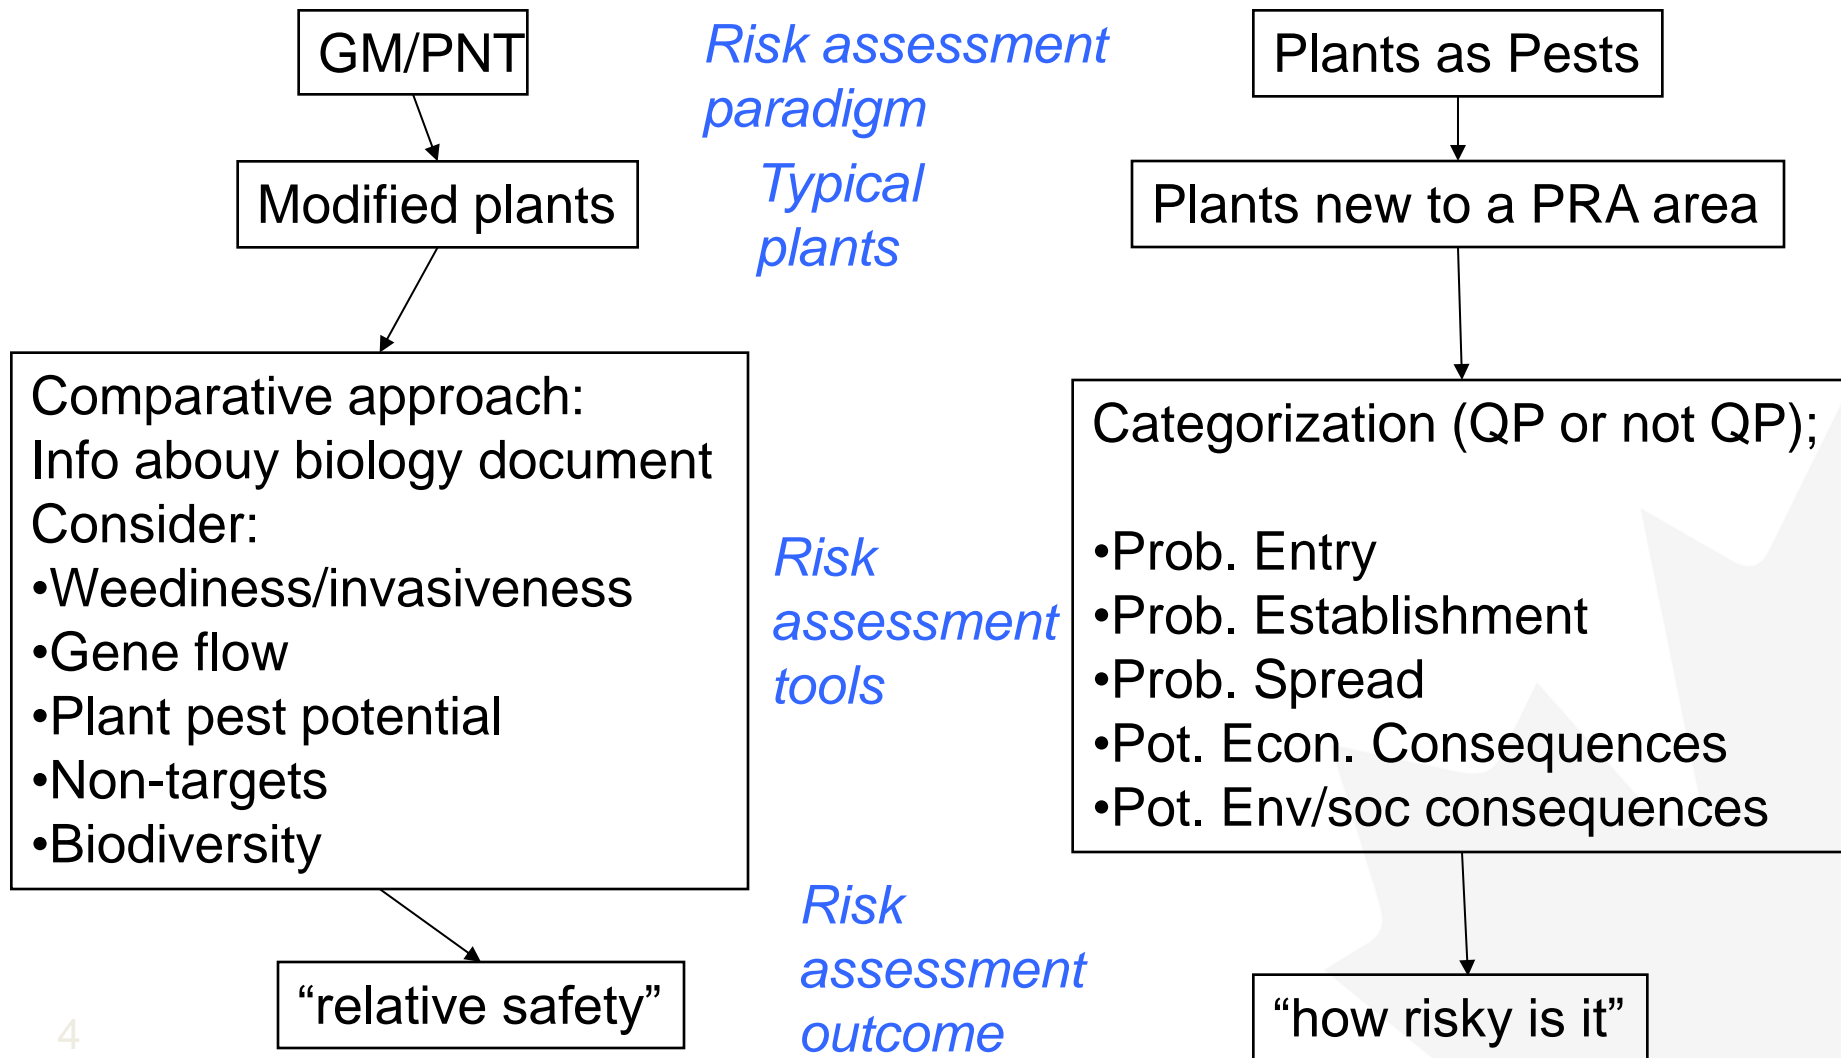 GM/PNT
Modified plants
Comparative approach:
Info abouy biology document
Consider:
•Weediness/invasiveness
•Gene flow
•Plant pest potential
•Non-targets
•Biodiversity
“relative safety”
Risk assessment
paradigm
Typical
plants
Risk
assessment
tools
Risk
assessment
outcome
Plants as Pests
Plants new to a PRA area
Categorization (QP or not QP);
•Prob. Entry
•Prob. Establishment
•Prob. Spread
•Pot. Econ. Consequences
•Pot. Env/soc consequences
“how risky is it”
4